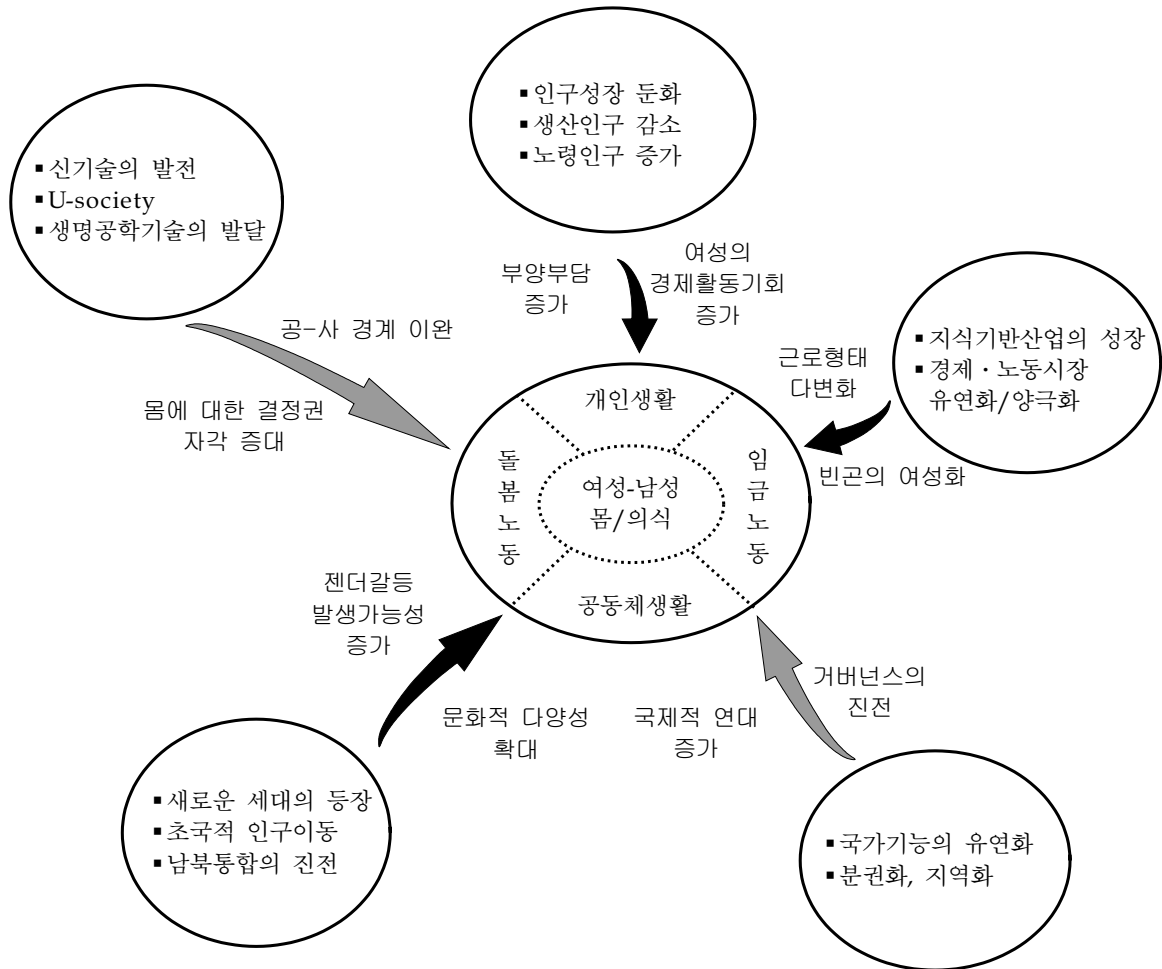 ▪인구성장 둔화
▪생산인구 감소
▪노령인구 증가
▪신기술의 발전
▪U-society
▪생명공학기술의 발달
부양부담
증가
여성의
경제활동기회
증가
공-사 경계 이완
몸에 대한 결정권
자각 증대
▪지식기반산업의 성장
▪경제·노동시장
유연화/양극화
근로형태
다변화
빈곤의 여성화
개인생활
돌봄노동
여성-남성
몸/의식
임금노동
공동체생활
젠더갈등
발생가능성
증가
문화적 다양성
확대
국제적 연대
증가
거버넌스의
진전
▪새로운 세대의 등장
▪초국적 인구이동
▪남북통합의 진전
▪국가기능의 유연화
▪분권화, 지역화